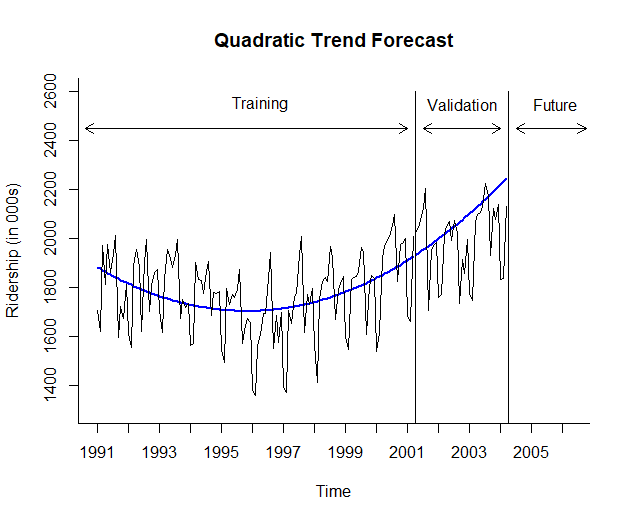 Quadratic Trend Forecast
Training
Validation
Future
Ridership (in 000s)
2600
2400
2200
2000
1800
1600
1400
1991 1993 1995 1997 1999 2001 2003 2005
Time